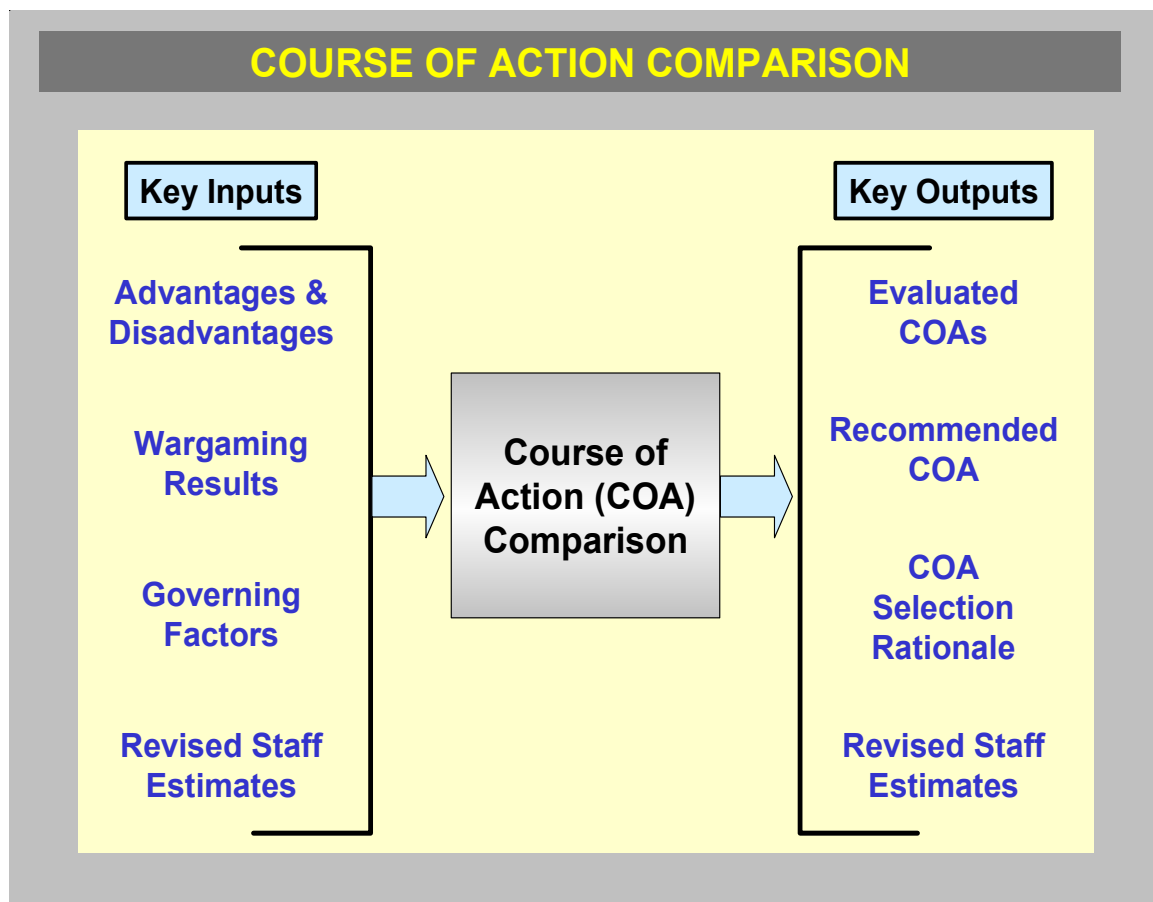 COURSE OF ACTION COMPARISON
Key Inputs
Advantages &
Disadvantages
Wargaming
Results
Governing
Factors
Revised Staff
Estimates
Course of
Action (COA)
Comparison
Key Outputs
Evaluated
COAs
Recommended
COA
COA
Selection
Rationale
Revised Staff
Estimates